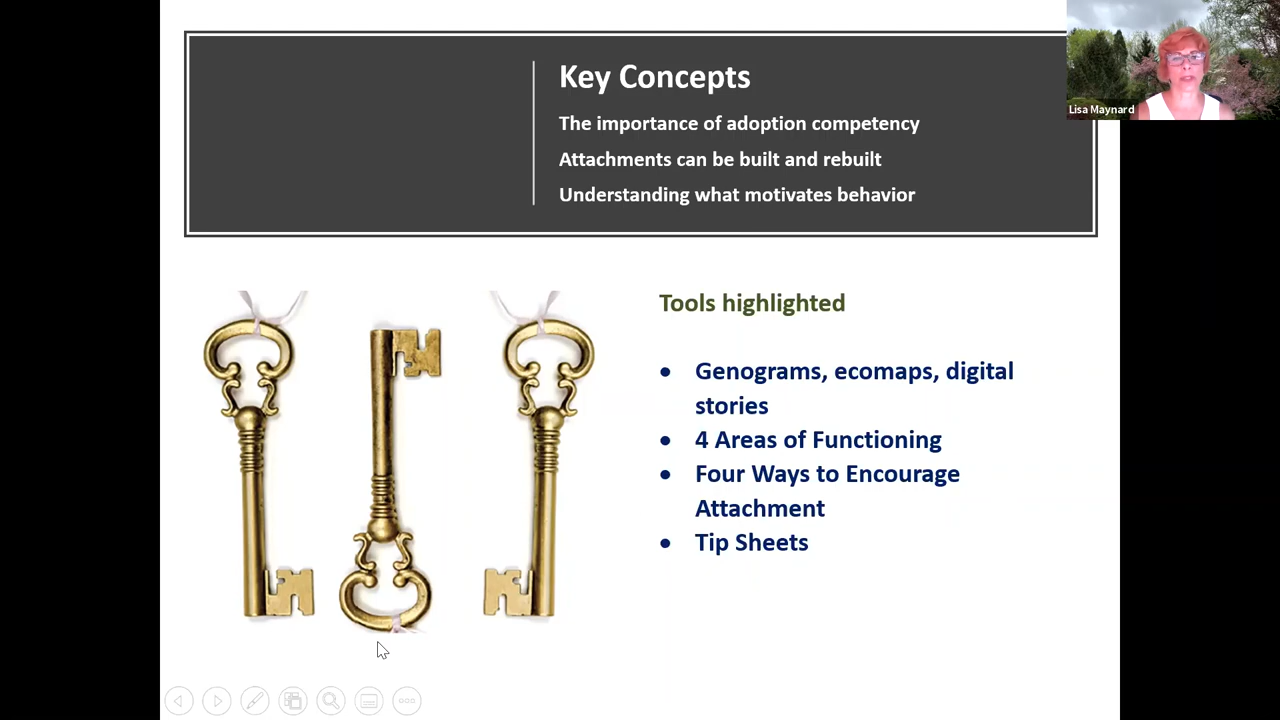 Key Concepts
The importance of adoption competency
Attachments can be built and rebuilt
Understanding what motivates behavior
Lisa Maynard
Tools highlighted
• Genograms, ecomaps, digital
stories
• 4 Areas of Functioning
• Four Ways to Encourage
Attachment
• Tip Sheets